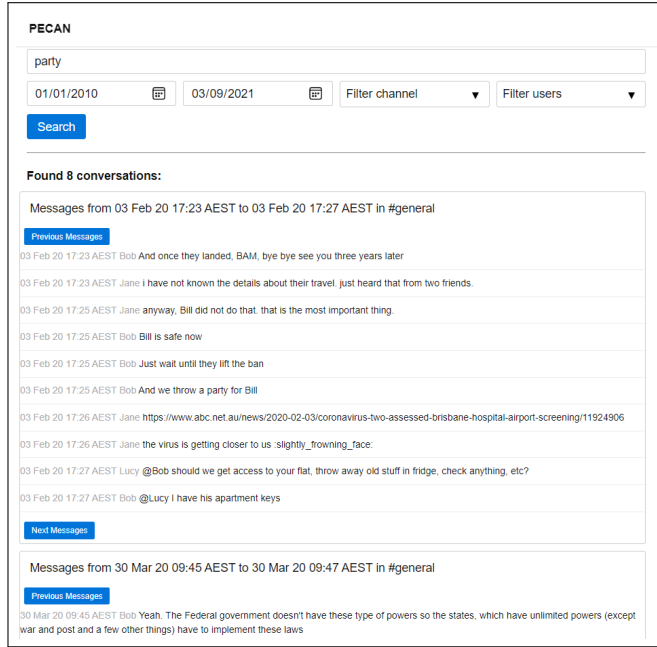 PECAN
party
01/01/2010 03/09/2021 Filter channel Filter users
Search
Found 8 conversations:
Messages from 03 Feb 20 17:23 AEST to 03 Feb 20 17:27 AEST in #general
Previous Messages
03 Feb 20 17:23 AEST Bob And once they landed, BAM, bye bye see you three years later
03 Feb 20 17:23 AEST Jane i have not known the details about their travel. just heard that from two friends.
03 Feb 20 17:25 AEST Jane anyway, Bill did not do that. that is the most important thing.
03 Feb 20 17:25 AEST Bob Bill is safe now
03 Feb 20 17:25 AEST Bob Just wait until they lift the ban
03 Feb 20 17:25 AEST Bob And we throw a party for Bill
03 Feb 20 17:26 AEST Jane https://www.abc.net.au/news/2020-02-03/coronavirus-two-assessed-brisbane-hospital-airport-screening/11924906
03 Feb 20 17:26 AEST Jane the virus is getting closer to us :slightly_frowning_face:
03 Feb 20 17:27 AEST Lucy @Bob should we get access to your flat, throw away old stuff in fridge, check anything, etc?
03 Feb 20 17:27 AEST Bob @Lucy I have his apartment keys
Next Messages
Messages from 30 Mar 20 09:45 AEST to 30 Mar 20 09:47 AEST in #general
Previous Messages
30 Mar 20 09:45 AEST Bob Yeah. The Federal government doesn't have these type of powers so the states, which have unlimited powers (except
war and post and a few other things) have to implement these laws